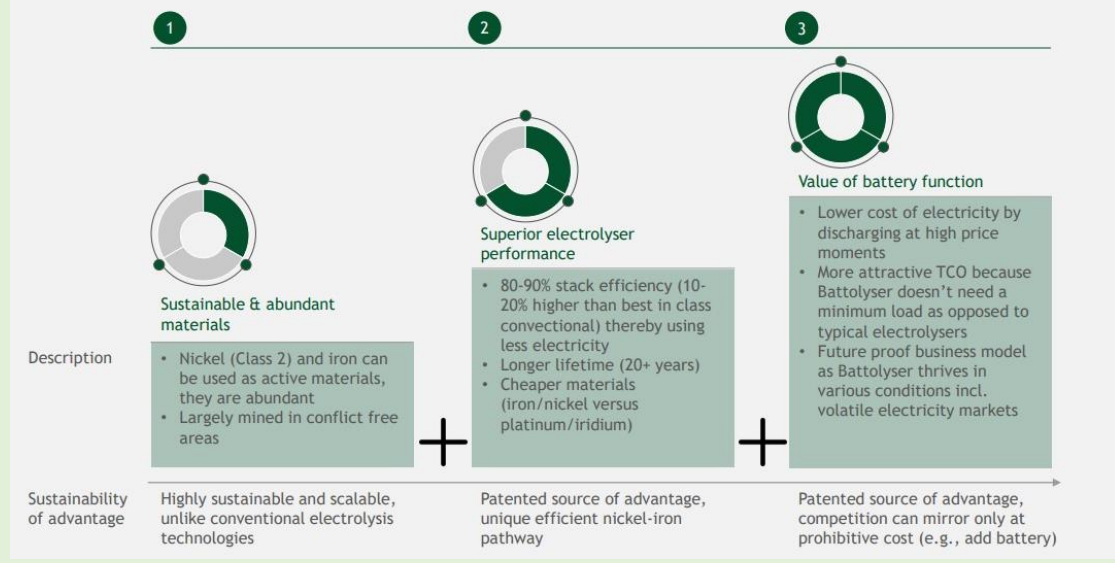 1
2
3
Sustainable & abundant
materials
Superior electrolyser
performance
Value of battery function
Description
• Nickel (Class 2) and iron can
be used as active materials,
they are abundant
• Largely mined in conflict free
areas
• 80-90% stack efficiency (10-
20% higher than best in class
convectional) thereby using
less electricity
• Longer lifetime (20+ years)
• Cheaper materials
(iron/nickel versus
platinum/iridium)
• Lower cost of electricity by
discharging at high price
moments
• More attractive TCO because
Battolyser doesn’t need a
minimum load as opposed to
typical electrolysers
• Future proof business model
as Battolyser thrives in
various conditions incl.
volatile electricity markets
Sustainability
of advantage
Highly sustainable and scalable,
unlike conventional electrolysis
technologies
Patented source of advantage,
unique efficient nickel-iron
pathway
Patented source of advantage,
competition can mirror only at
prohibitive cost (e.g., add battery)